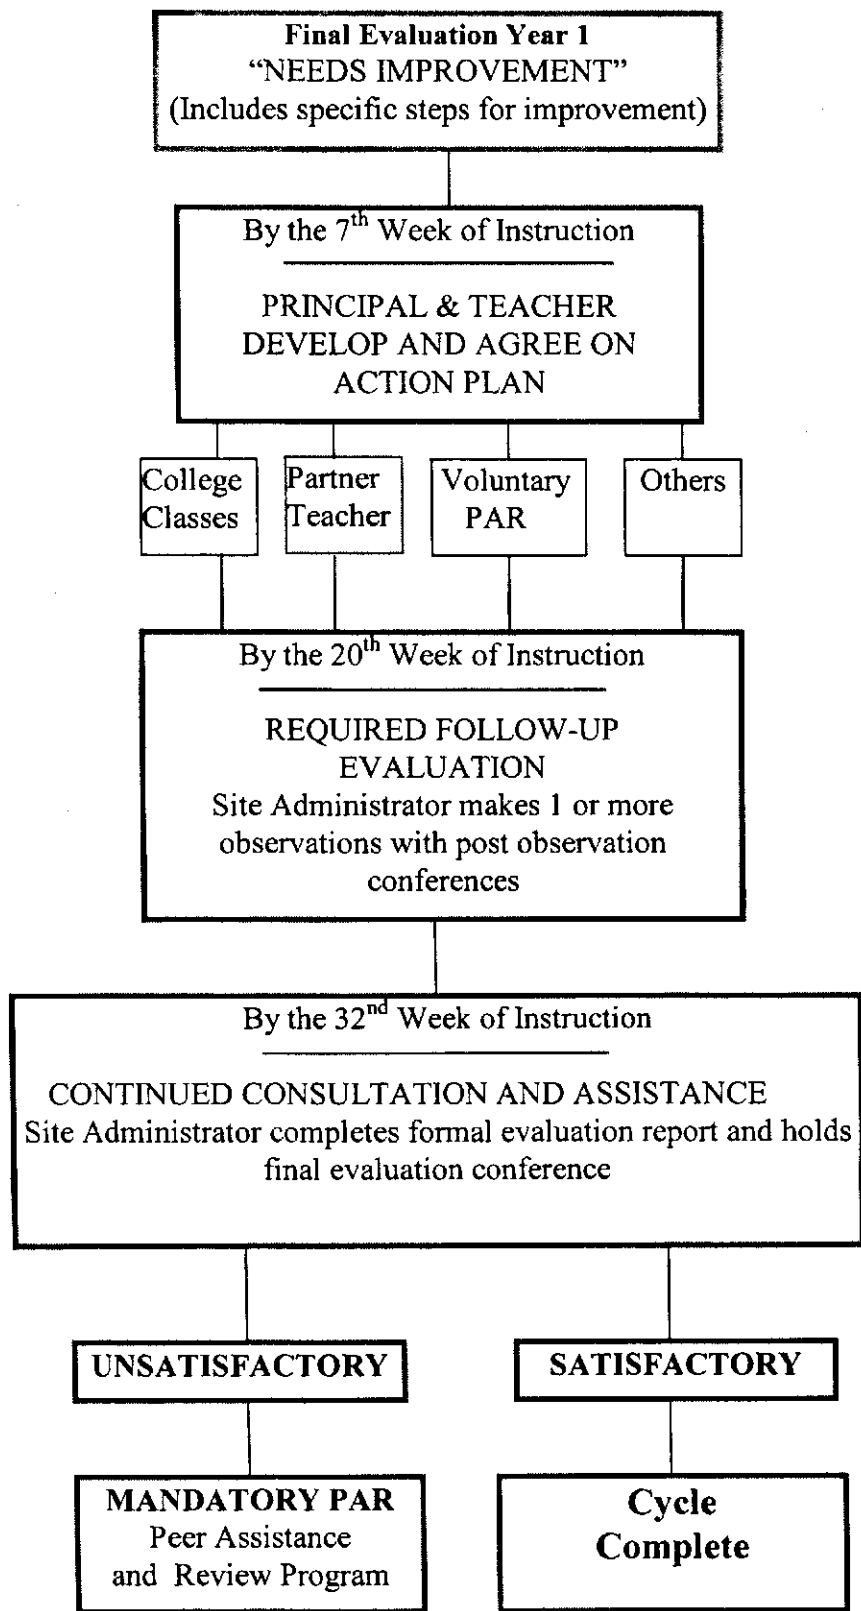 Final Evaluation Year 1
“NEEDS IMPROVEMENT”
(Includes specific steps for improvement)
By the 7th Week of Instruction
PRINCIPAL & TEACHER
DEVELOP AND AGREE ON
ACTION PLAN
College
Classes
Partner
Teacher
Voluntary
PAR
Others
By the 20th Week of Instruction
REQUIRED FOLLOW-UP
EVALUATION
Site Administrator makes 1 or more
observations with post observation
conferences
By the 32nd Week of Instruction
CONTINUED CONSULTATION AND ASSISTANCE
Site Administrator completes formal evaluation report and holds
final evaluation conference
UNSATISFACTORY
SATISFACTORY
MANDATORY PAR
Peer Assistance
and Review Program
Cycle
Complete